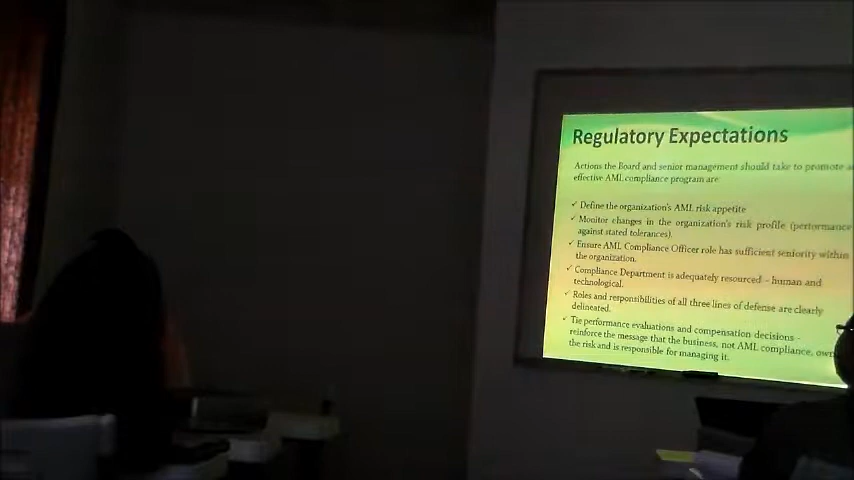 Regulatory Expectations
Actions the Board and senior management should take to promote
effective AML compliance program are:
✓ Define the organization's AML risk appetite
✓ Monitor changes in the organization's risk profile (performance
against stated tolerances).
✓ Ensure AML Compliance Officer role has sufficient seniority within
the organization.
✓ Compliance Department is adequately resourced – human and
technological.
✓ Roles and responsibilities of all three lines of defense are clearly
delineated.
✓ Tie performance evaluations and compensation decisions –
reinforce the message that the business, not AML compliance,
the risk and is responsible for managing it.